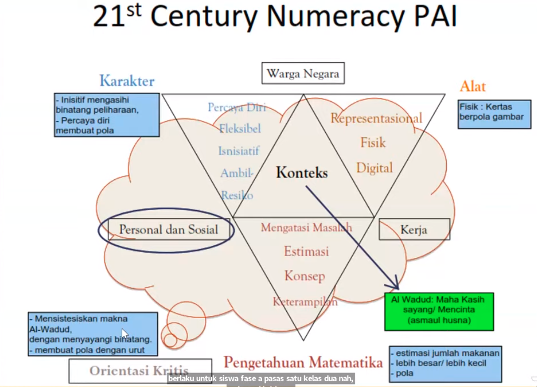 21st Century Numeracy PAI
Warga Negara
Karakter
Alat
- Inisitif mengasihi
binatang peliharaan,
- Percaya diri
membuat pola
Fisik : Kertas
berpola gambar
Percaya Diri
Fleksibel
Isnisiatif
Ambil-
Resiko
Representasional
Fisik
Digital
Konteks
Personal dan Sosial
Kerja
Mengatasi Masalah
Estimasi
Konsep
Keterampilan
Al Wadud: Maha Kasih
sayang/ Mencinta
(asmaul husna)
- Mensistesiskan makna
Al-Wadud,
dengan menyayangi binatang.
- membuat pola dengan urut
Orientasi Kritis
Pengetahuan Matematika
- estimasi jumlah makanan
- lebih besar/ lebih kecil
- pola
berlaku untuk siswa fase a pasas satu kelas dua nah,